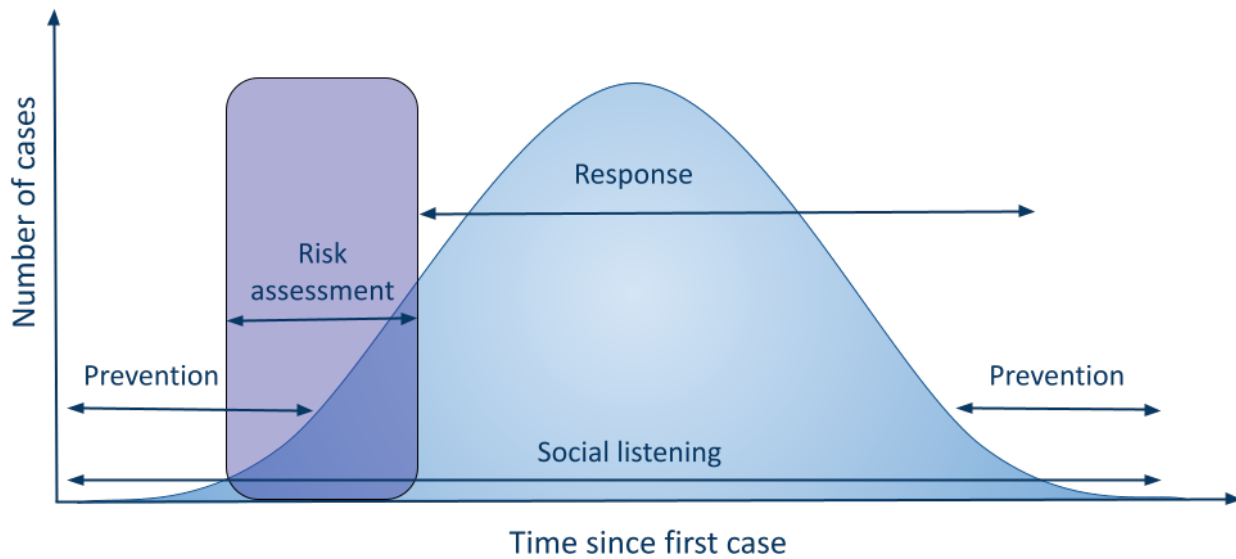 Number of cases
Response
Risk
assessment
Prevention
Prevention
Social listening
Time since first case